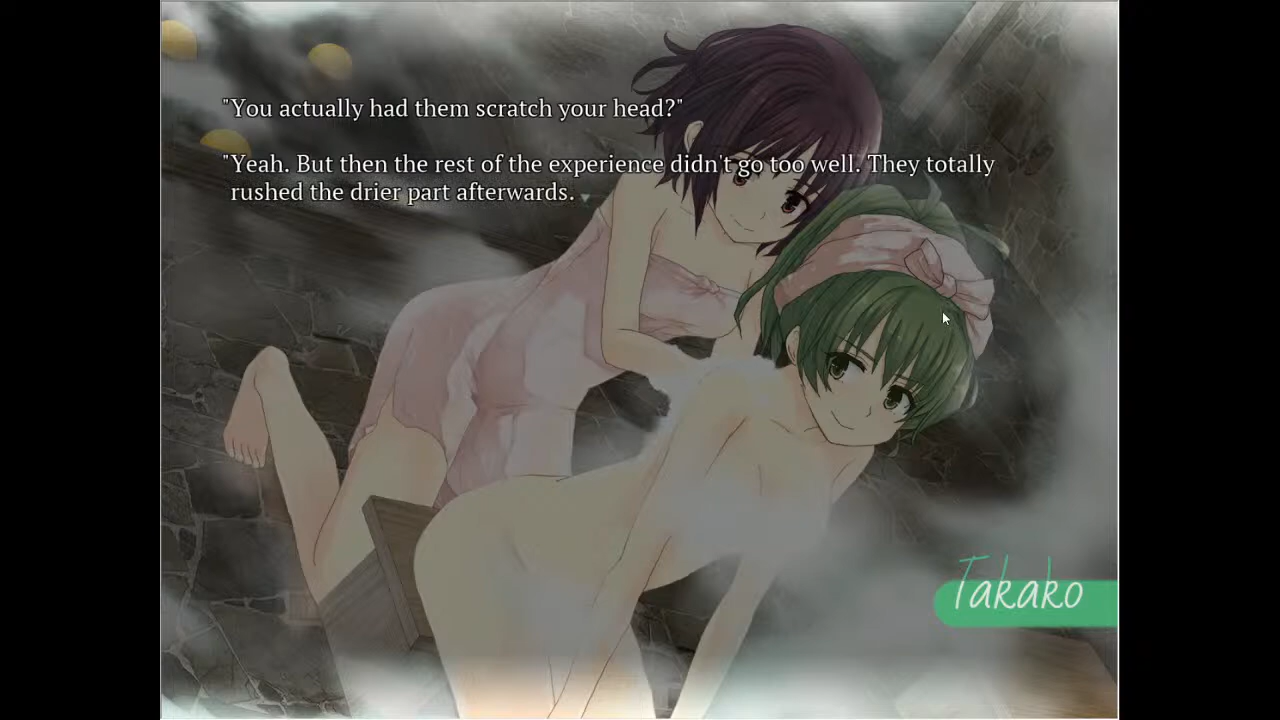 "You actually had them scratch your head?"
"Yeah. But then the rest of the experience didn't go too well. They totally
rushed the drier part afterwards.
Takako